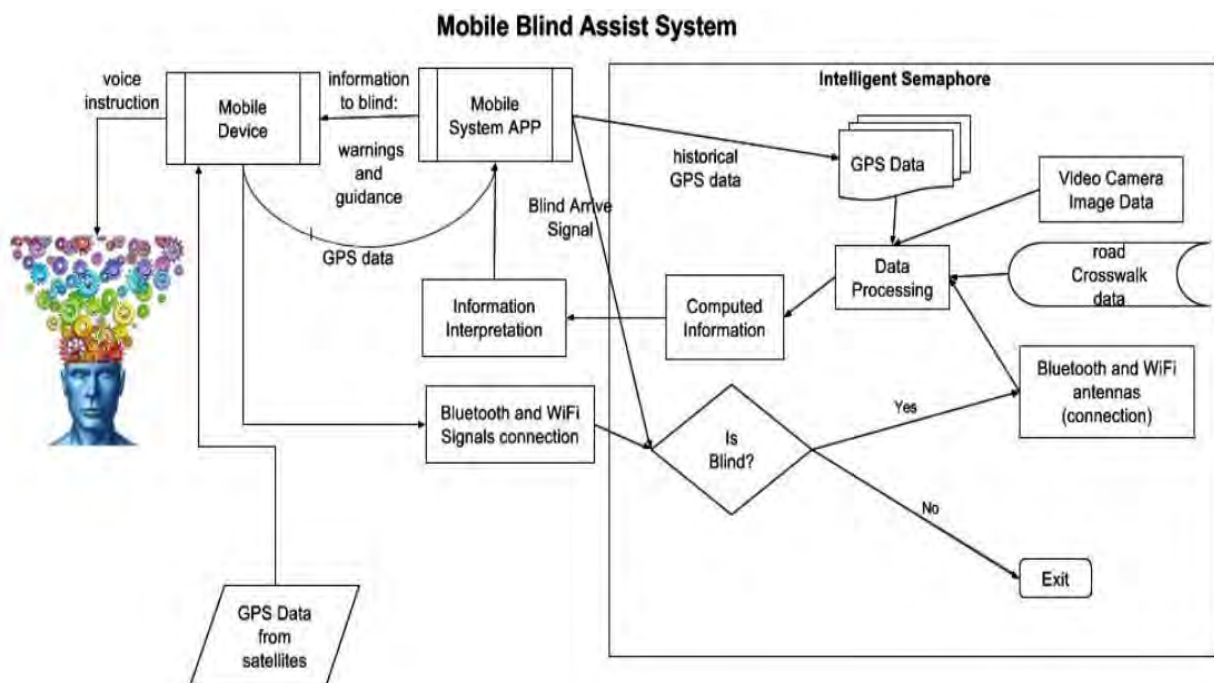 Mobile Blind Assist System
voice
instruction
Mobile
Device
information
to blind:
warnings
and
guidance
Mobile
System APP
GPS data
Blind Arrive
Signal
historical
GPS data
Intelligent Semaphore
GPS Data
Video Camera
Image Data
Data
Processing
road
Crosswalk
data
Computed
Information
Information
Interpretation
Bluetooth and WiFi
Signals connection
Is
Blind?
Yes
No
Bluetooth and WiFi
antennas
(connection)
Exit
GPS Data
from
satellites